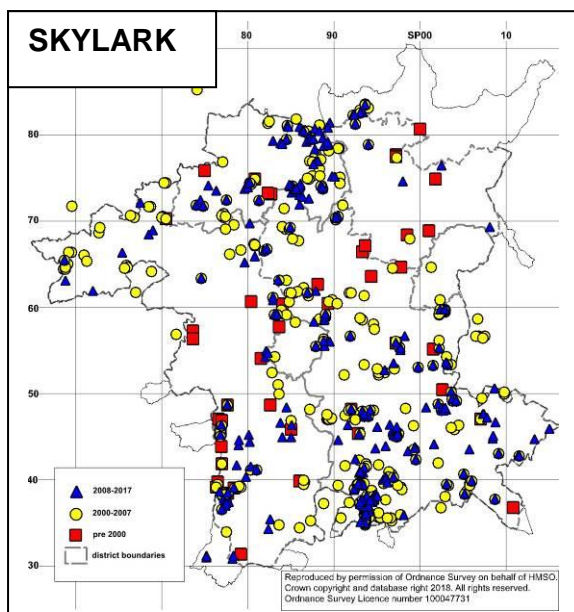 SKYLARK
80 90 SP00 10
80
70
60
50
40
30
2008-2017
2000-2007
pre 2000
district boundaries
Reproduced by permission of Ordnance Survey on behalf of HMSO.
Crown copyright and database right 2018. All rights reserved.
Ordnance Survey Licence number 100047731